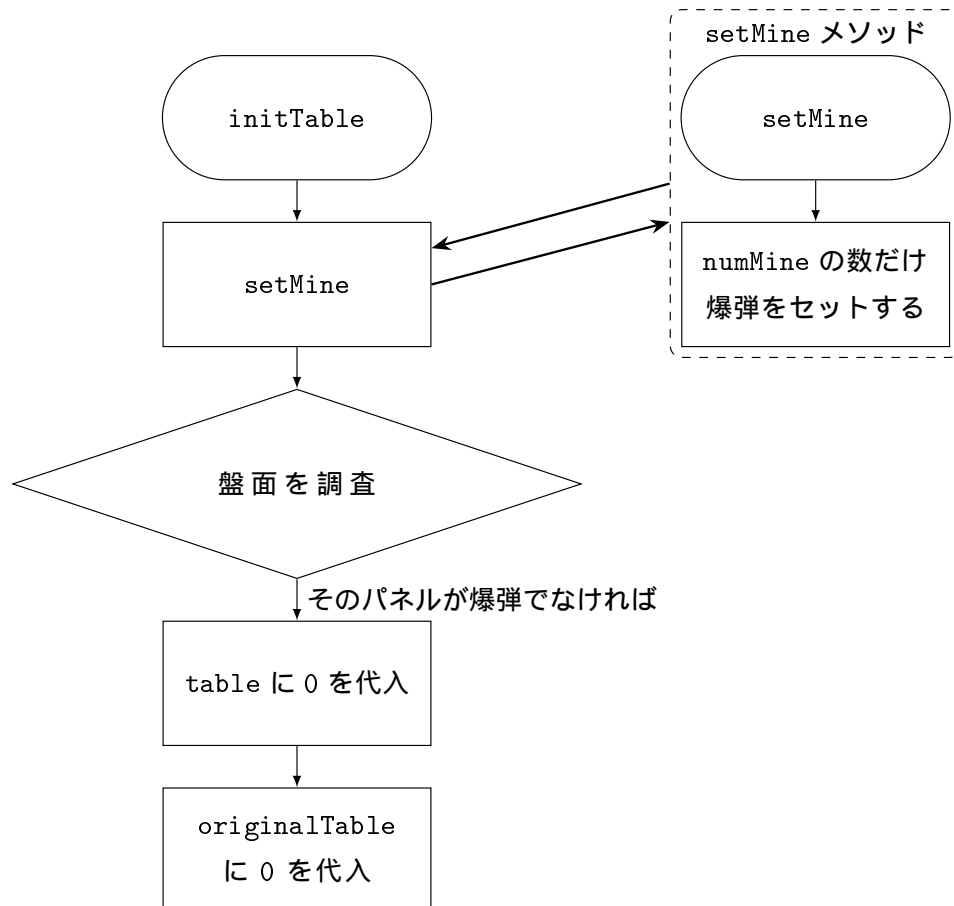 setMine メソッド
initTable
setMine
setMine
numMine の数だけ
爆弾をセットする
盤面を調査
そのパネルが爆弾でなければ
table に 0 を代入
originalTable
に 0 を代入